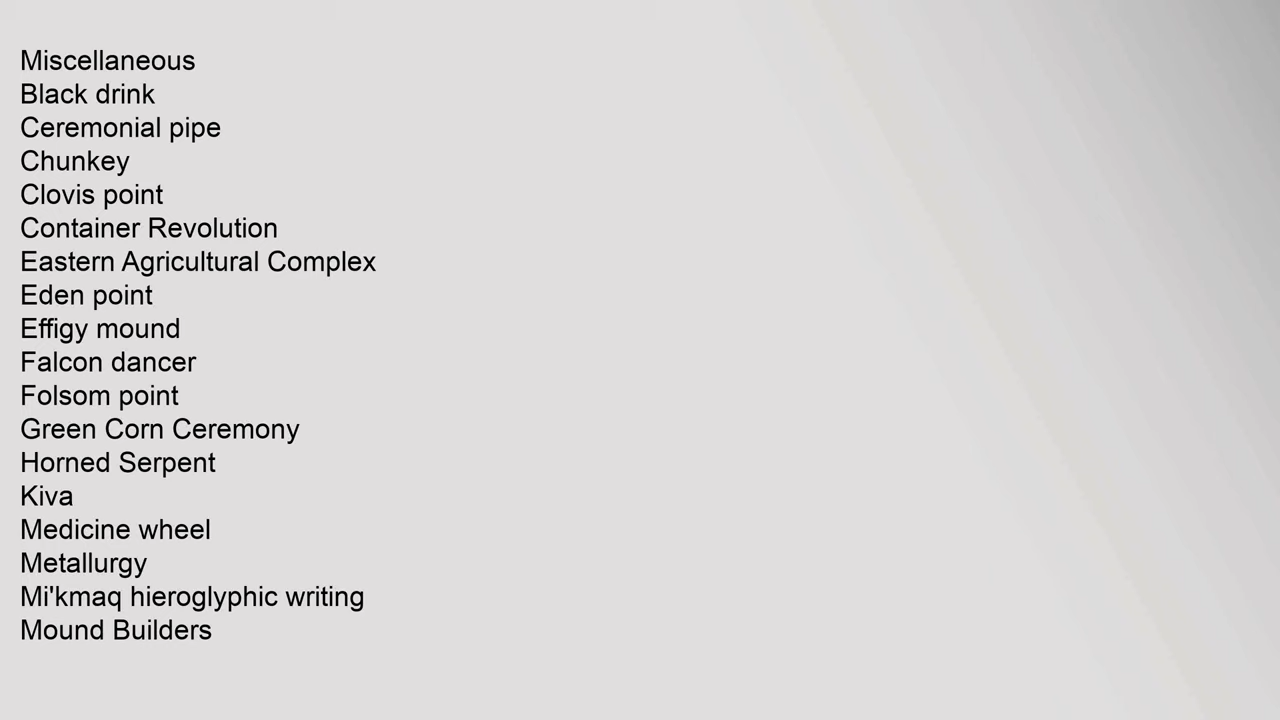 Miscellaneous
Black drink
Ceremonial pipe
Chunkey
Clovis point
Container Revolution
Eastern Agricultural Complex
Eden point
Effigy mound
Falcon dancer
Folsom point
Green Corn Ceremony
Horned Serpent
Kiva
Medicine wheel
Metallurgy
Mi'kmaq hieroglyphic writing
Mound Builders